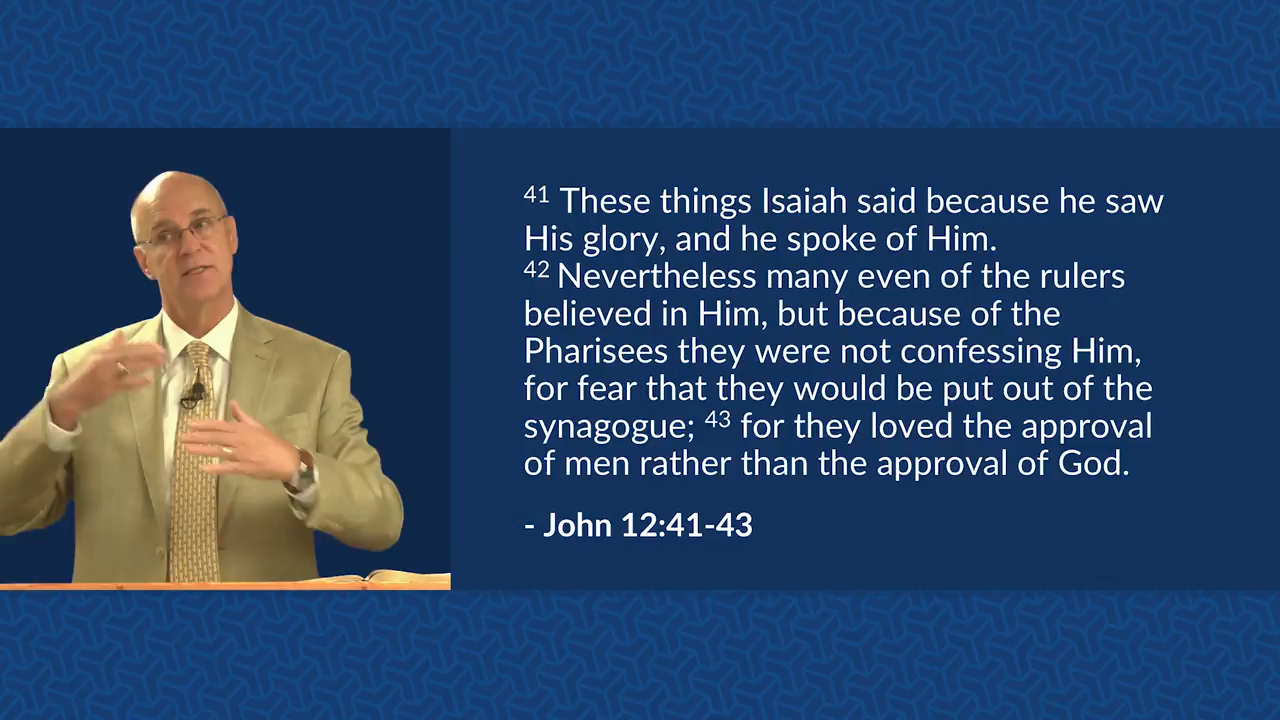 41 These things Isaiah said because he saw
His glory, and he spoke of Him.
42 Nevertheless many even of the rulers
believed in Him, but because of the
Pharisees they were not confessing Him,
for fear that they would be put out of the
synagogue; 43 for they loved the approval
of men rather than the approval of God.
- John 12:41-43